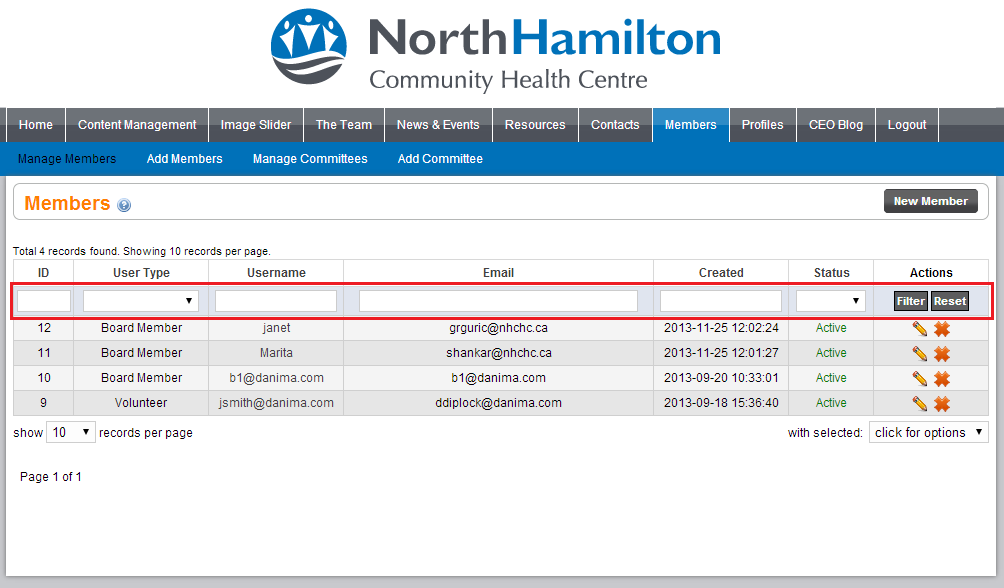 NorthHamilton
Community Health Centre
Home Content Management Image Slider The Team News & Events Resources Contacts Members Profiles CEO Blog Logout
Manage Members Add Members Manage Committees Add Committee
Members ? New Member
Total 4 records found. Showing 10 records per page.
ID User Type Username Email Created Status Actions
Filter Reset
12 Board Member janet grguric@nhchc.ca 2013-11-25 12:02:24 Active
11 Board Member Marita shankar@nhchc.ca 2013-11-25 12:01:27 Active
10 Board Member b1@danima.com b1@danima.com 2013-09-20 10:33:01 Active
9 Volunteer jsmith@danima.com ddiplock@danima.com 2013-09-18 15:36:40 Active
show 10 records per page with selected: click for options
Page 1 of 1